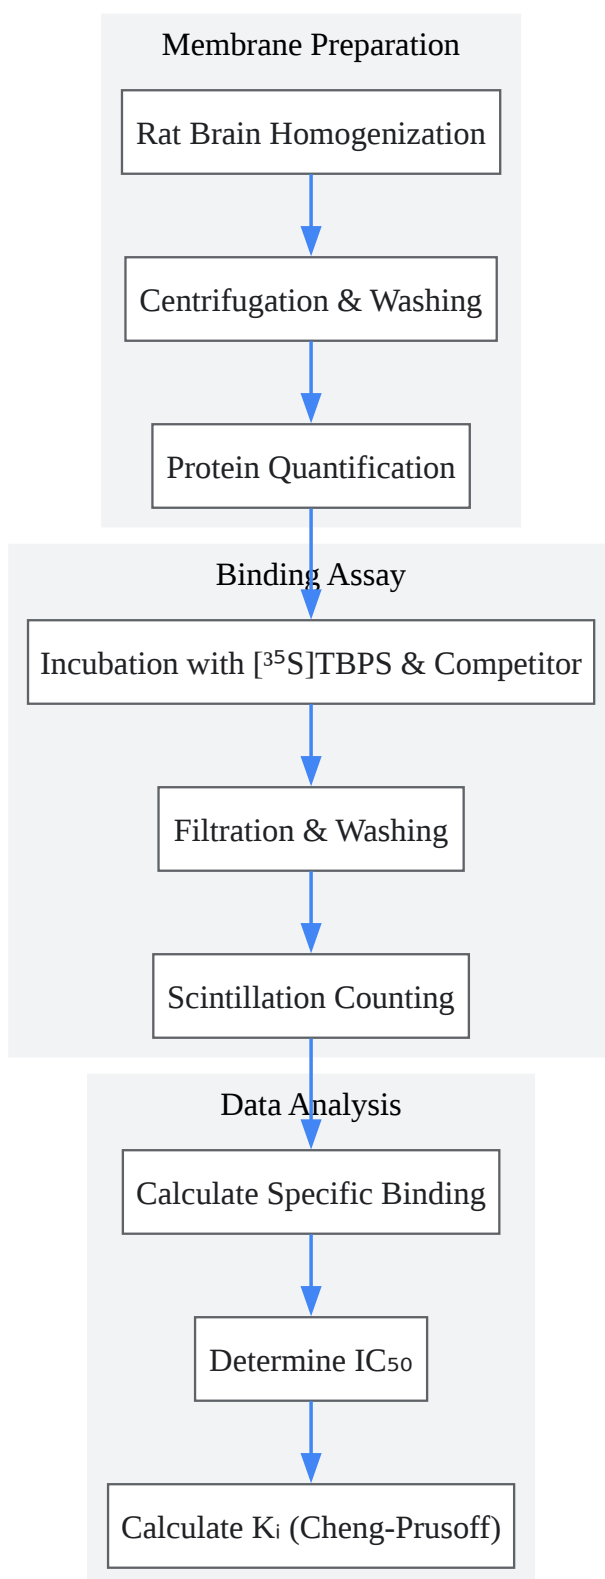 Membrane Preparation
Rat Brain Homogenization
Centrifugation & Washing
Protein Quantification
Binding Assay
Incubation with [³⁵S]TBPS & Competitor
Filtration & Washing
Scintillation Counting
Data Analysis
Calculate Specific Binding
Determine IC₅₀
Calculate Kᵢ (Cheng-Prusoff)